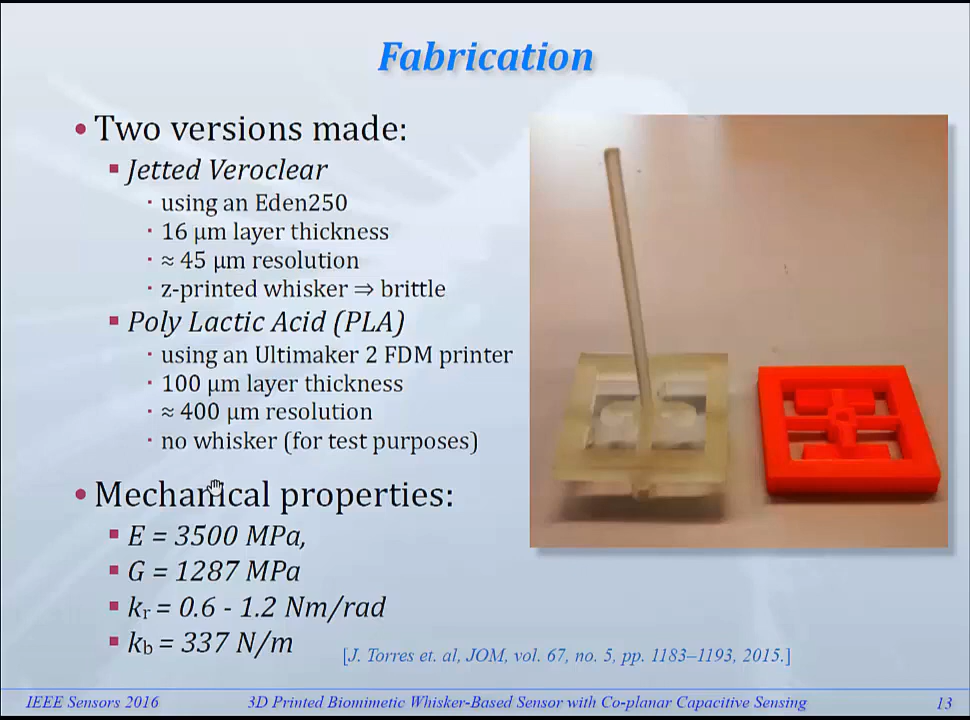 Fabrication
• Two versions made:
▪ Jetted Veroclear
· using an Eden250
· 16 μm layer thickness
· ≈ 45 μm resolution
· z-printed whisker ⇒ brittle
▪ Poly Lactic Acid (PLA)
· using an Ultimaker 2 FDM printer
· 100 μm layer thickness
· ≈ 400 μm resolution
· no whisker (for test purposes)
• Mechanical properties:
▪ E = 3500 MPa,
▪ G = 1287 MPa
▪ kr = 0.6 - 1.2 Nm/rad
▪ kb = 337 N/m
[J. Torres et. al, JOM, vol. 67, no. 5, pp. 1183–1193, 2015.]
IEEE Sensors 2016 3D Printed Biomimetic Whisker-Based Sensor with Co-planar Capacitive Sensing 13